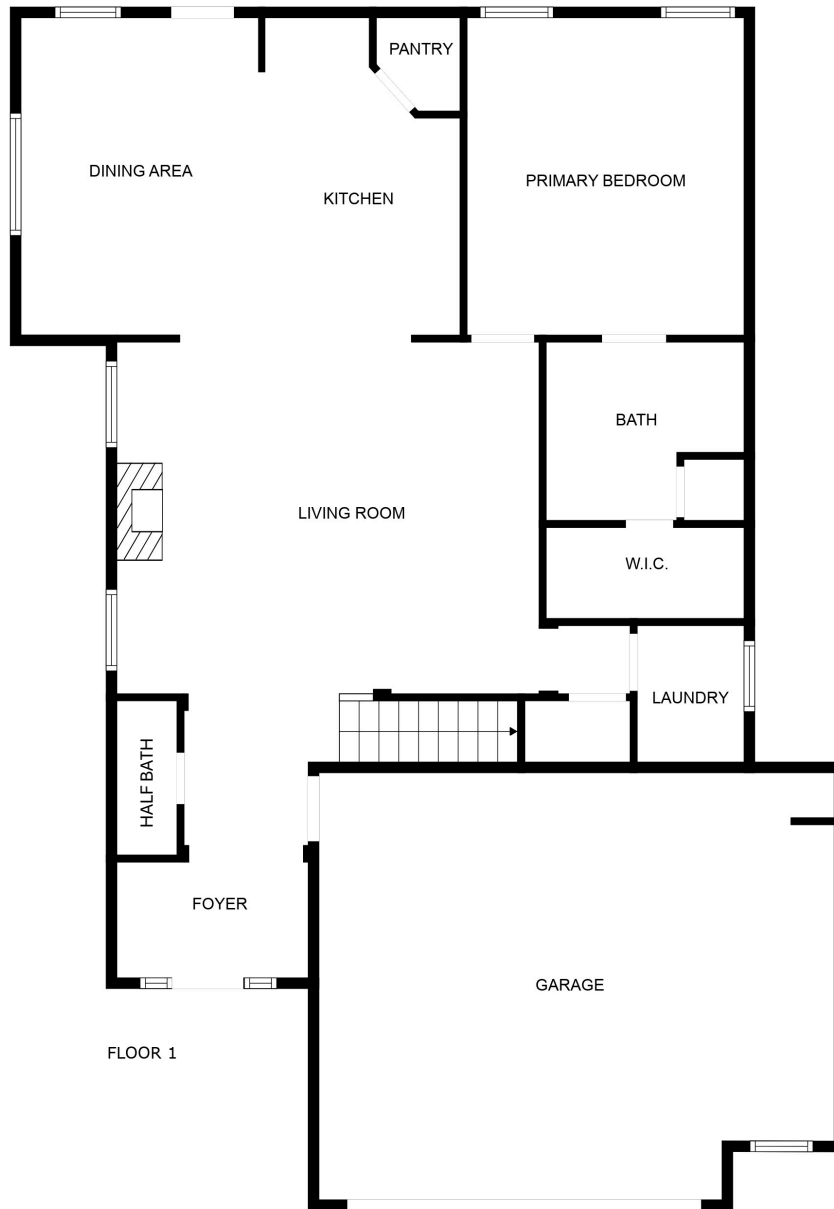 PANTRY
DINING AREA
KITCHEN
PRIMARY BEDROOM
BATH
LIVING ROOM
W.I.C.
LAUNDRY
HALF BATH
FOYER
GARAGE
FLOOR 1